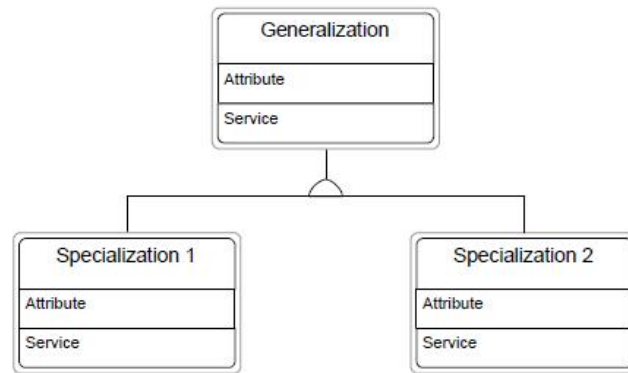 Generalization
Attribute
Service
Specialization 1
Attribute
Service
Specialization 2
Attribute
Service